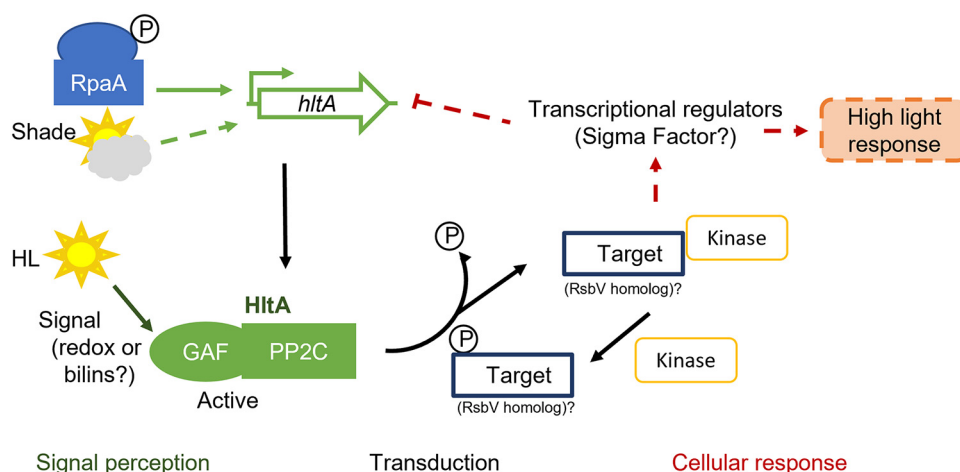 P
RpaA
Shade
hltA
Transcriptional regulators
(Sigma Factor?)
High light
response
HL
Signal
(redox or
bilins?)
HltA
GAF
PP2C
Active
P
Target
Kinase
(RsbV homolog)?
P
Target
(RsbV homolog)?
Kinase
Signal perception
Transduction
Cellular response